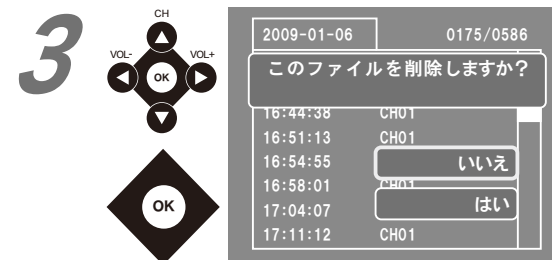 3
CH
VOL-
VOL+
OK
OK
2009-01-06 0175/0586
このファイルを削除しますか?
16:44:38 CH01
16:51:13 CH01
16:54:55
いいえ
16:58:01 CH01
はい
17:04:07
17:11:12 CH01